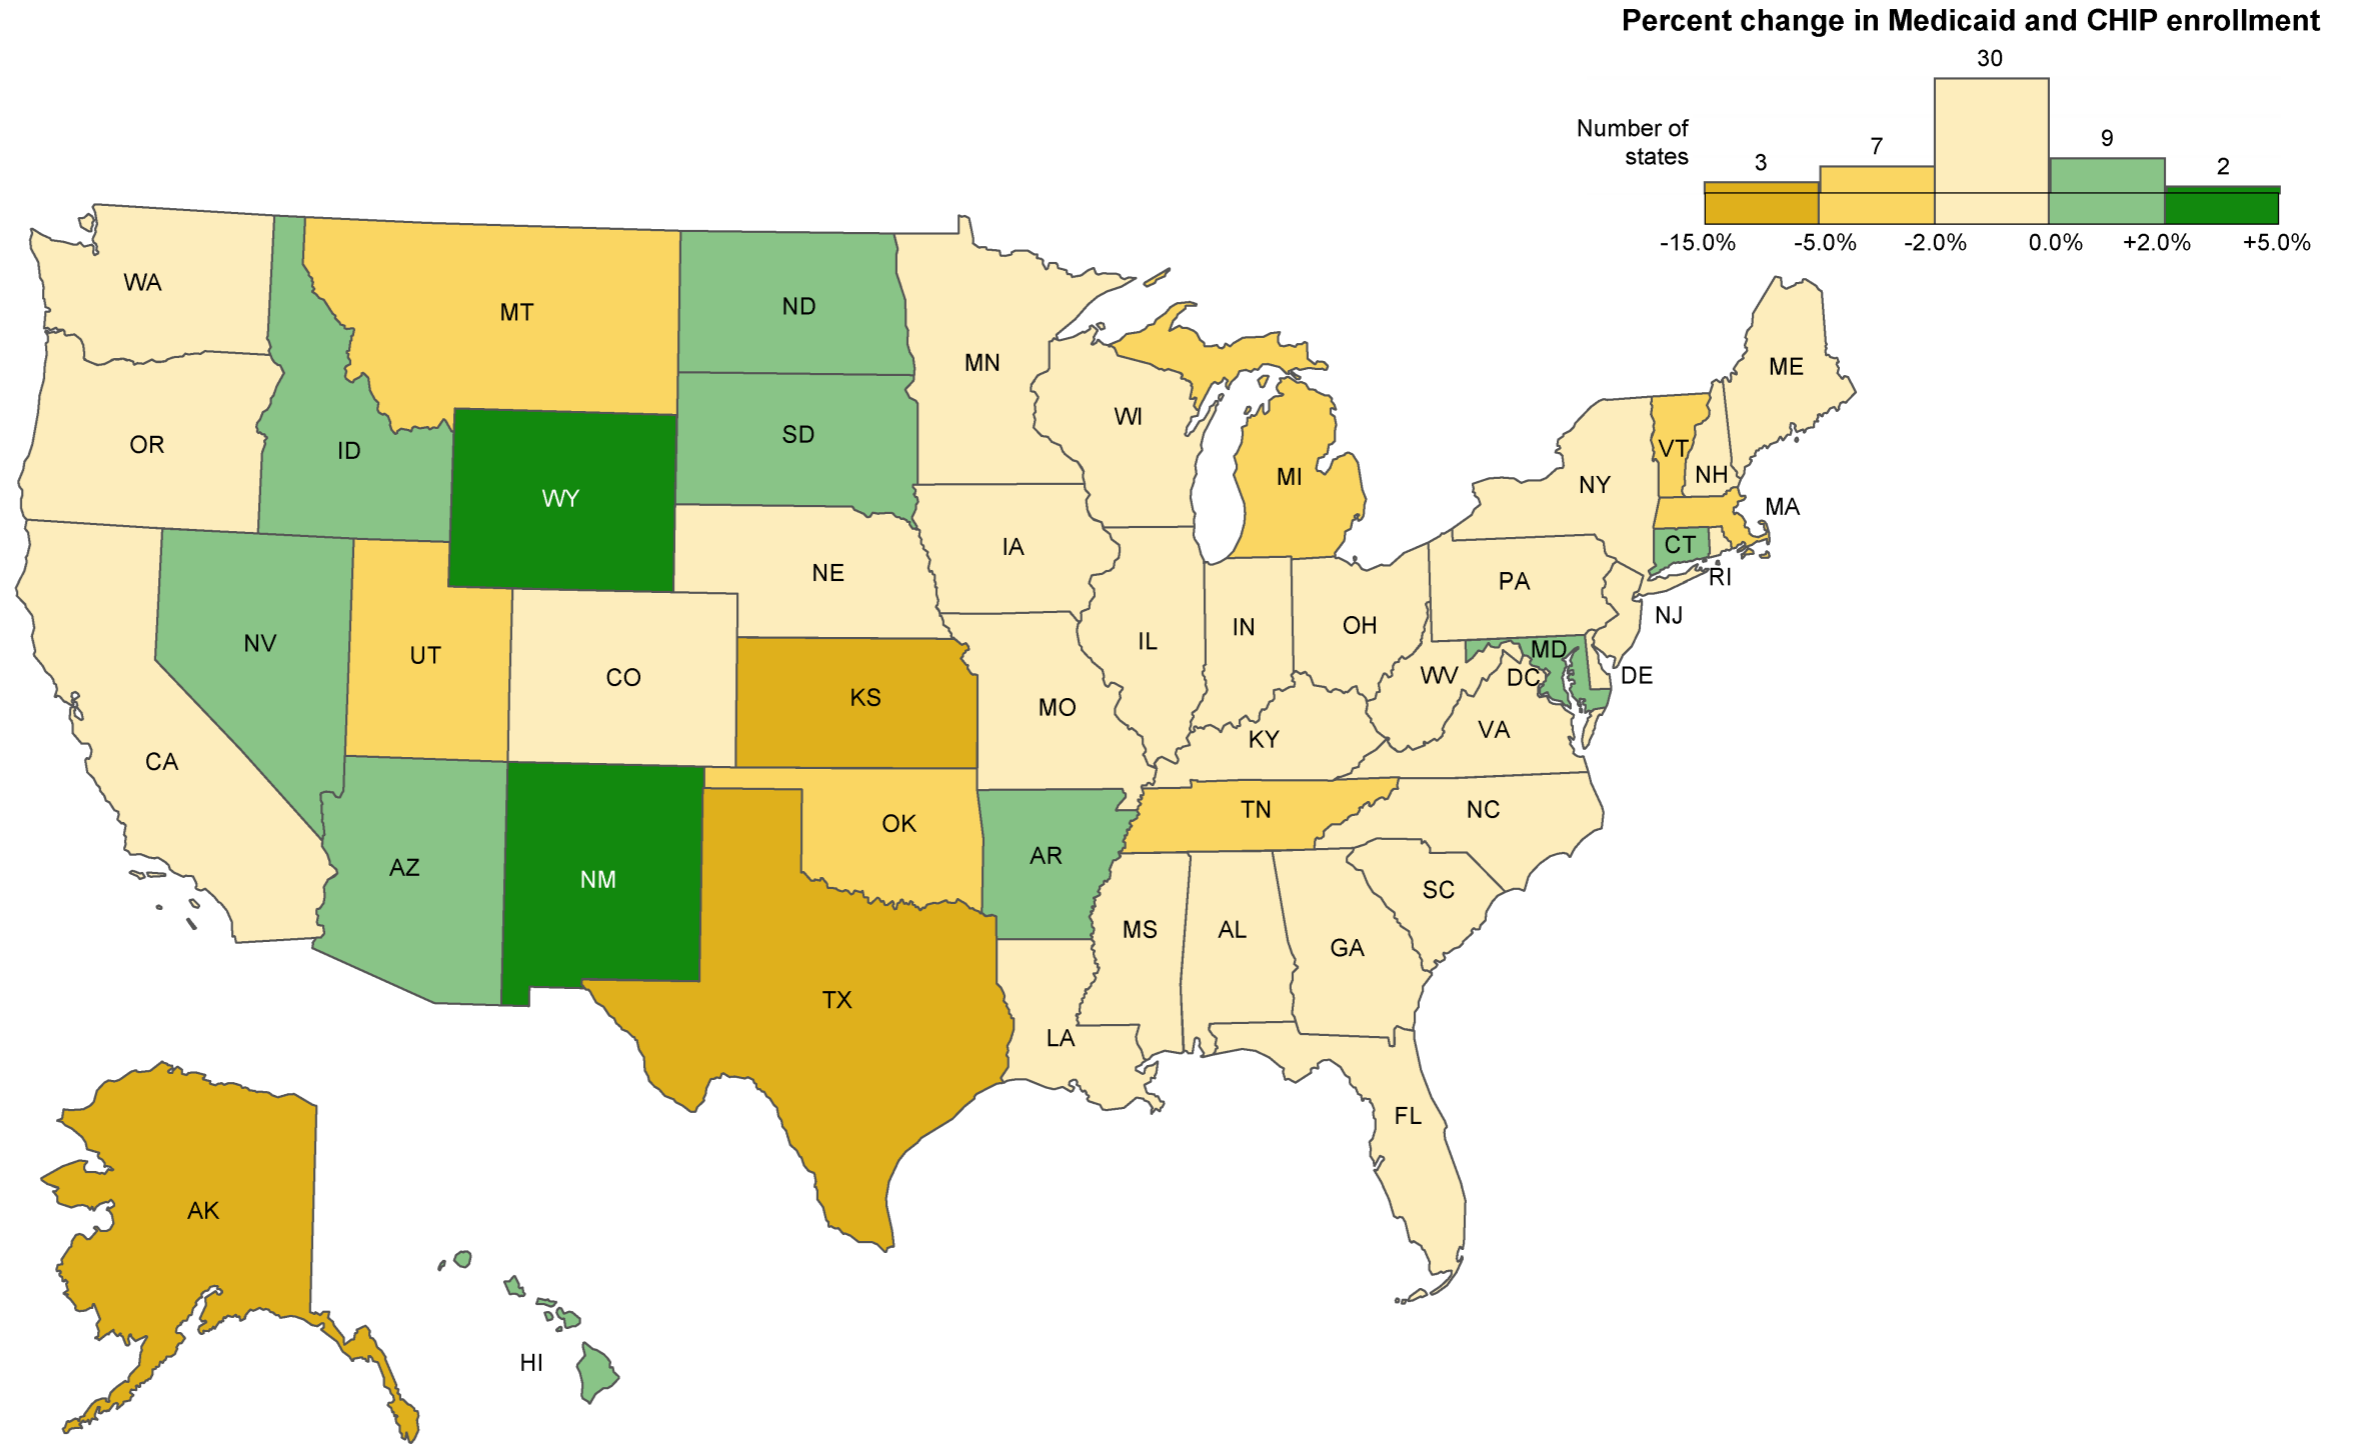 Percent change in Medicaid and CHIP enrollment
30
Number of
states
3
7
9
2
-15.0%
-5.0%
-2.0%
0.0%
+2.0%
+5.0%
WA
MT
ND
MN
ME
OR
ID
SD
WI
VT
NH
MI
NY
WY
MA
CT
IA
NE
PA
RI
NJ
NV
UT
CO
KS
MO
IL
IN
OH
WV
DC
MD
DE
VA
KY
CA
TN
NC
OK
AR
AZ
NM
SC
MS
AL
GA
TX
LA
FL
AK
HI